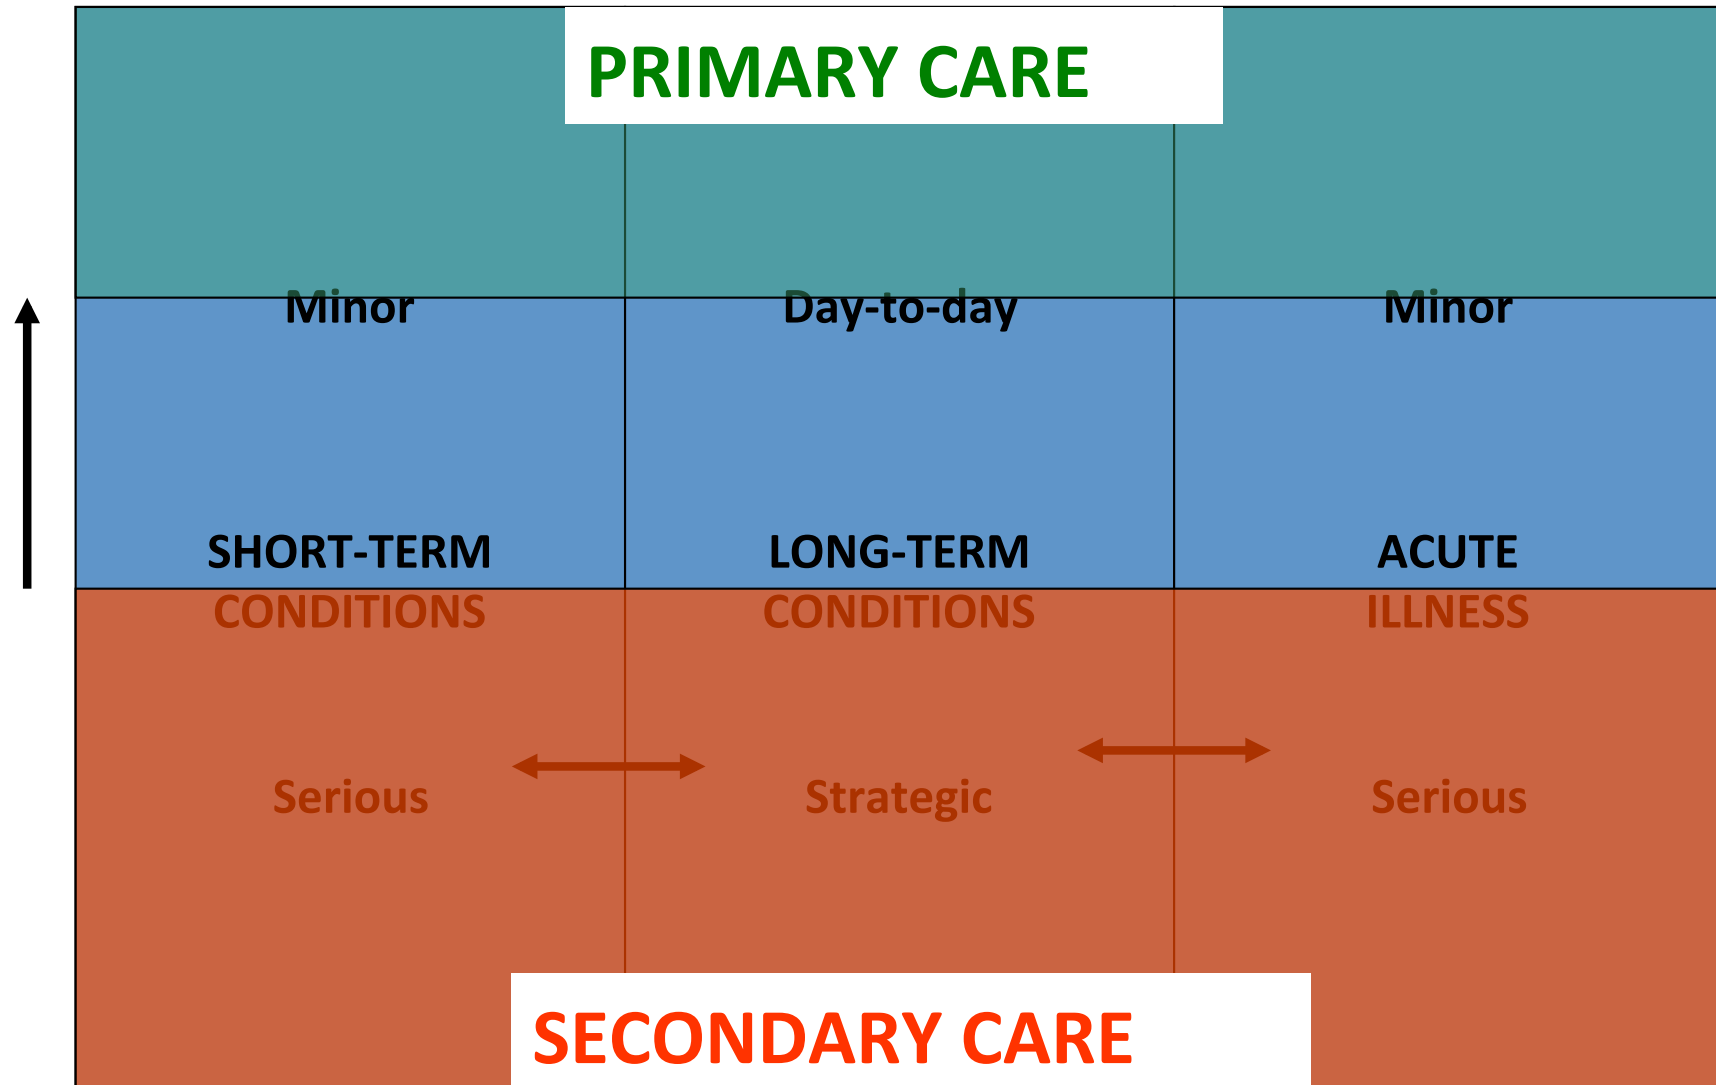 PRIMARY CARE
Minor
Day-to-day
Minor
SHORT-TERM
CONDITIONS
LONG-TERM
CONDITIONS
ACUTE
ILLNESS
Serious
Strategic
Serious
SECONDARY CARE